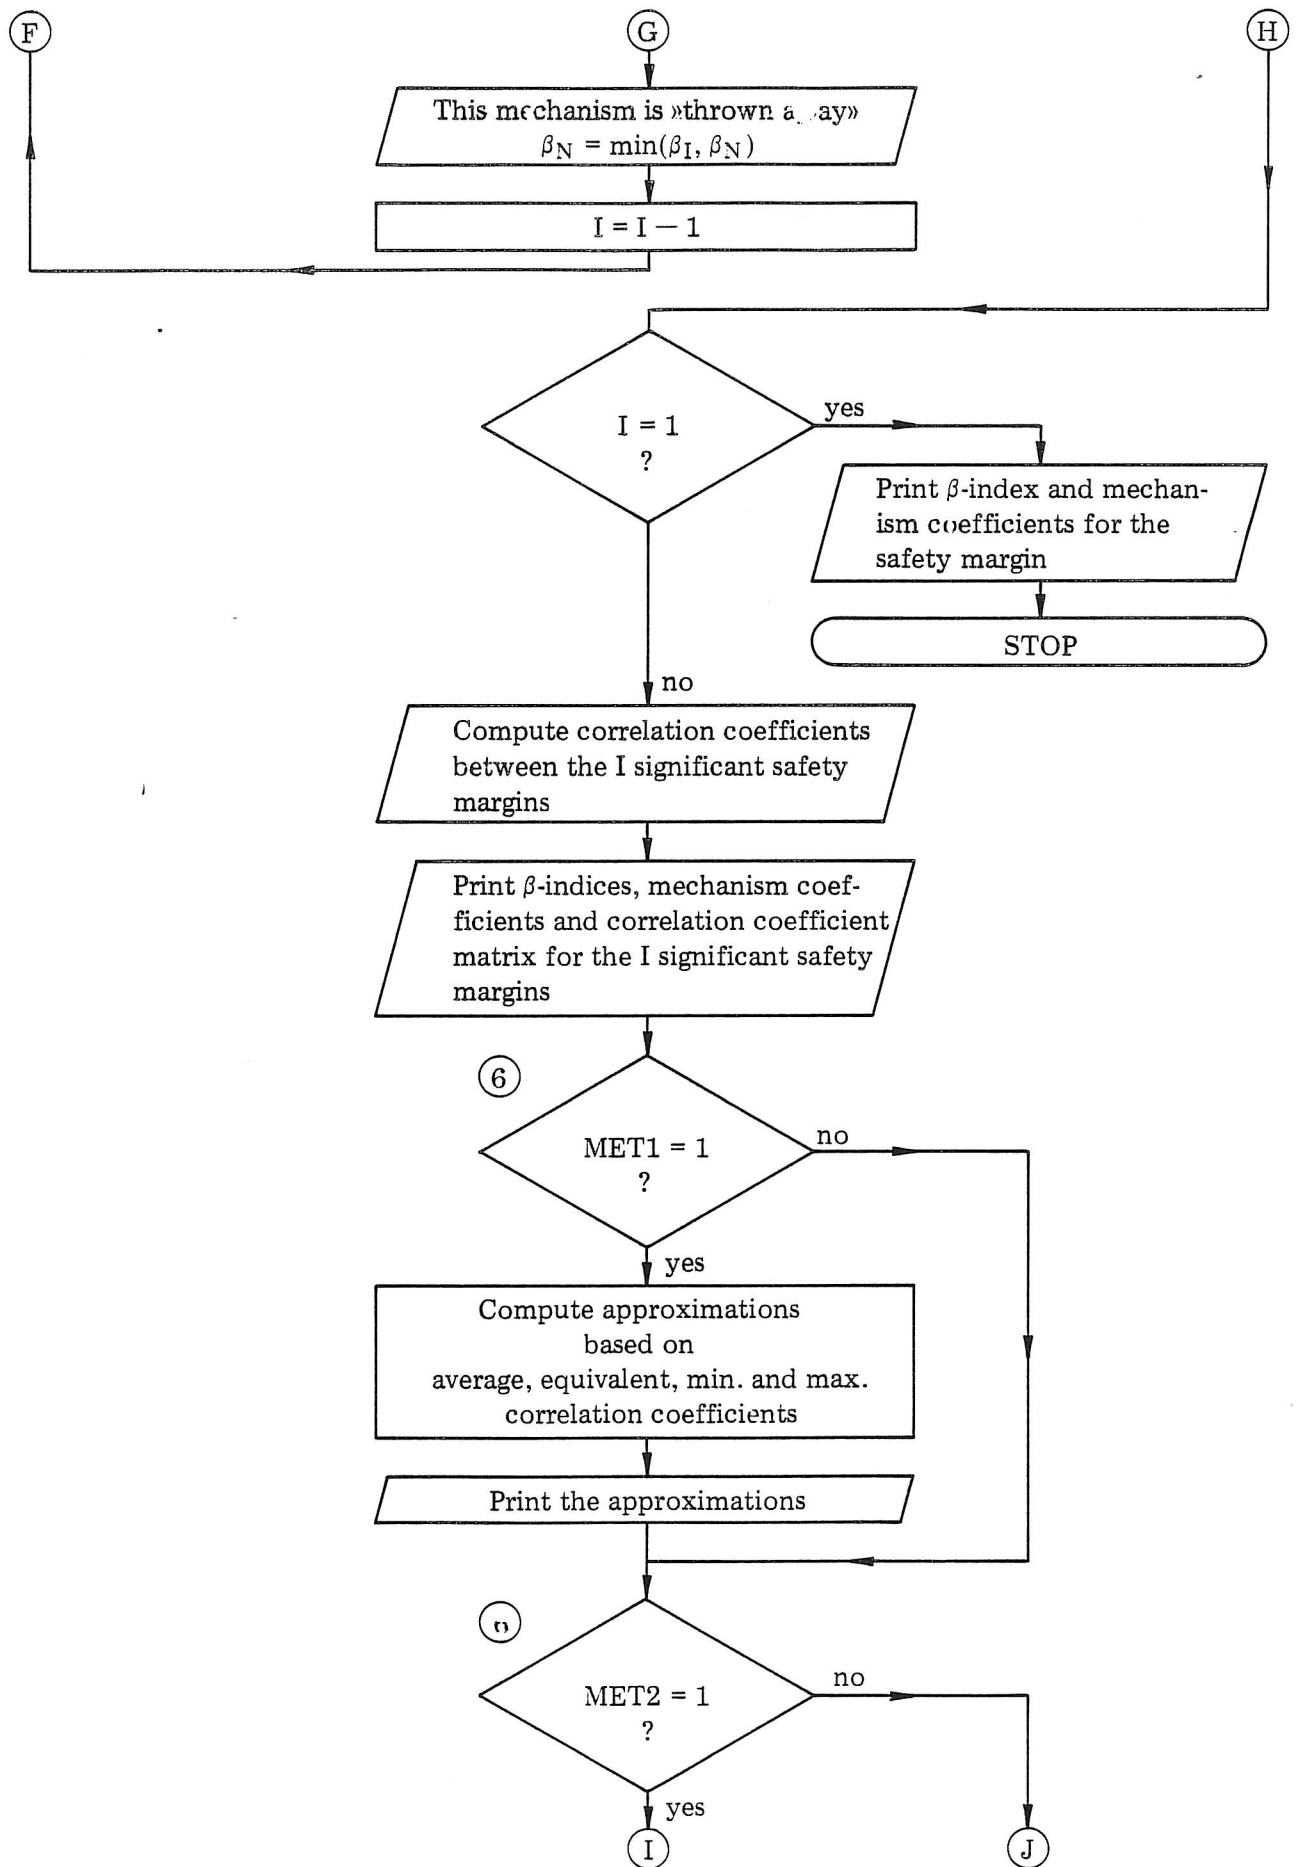 F
G
H
This mechanism is »thrown
β_N = min(β_I, β_N)
I = I − 1
I = 1
?
yes
Print β-index and mechan-
ism coefficients for the
safety margin
STOP
no
Compute correlation coefficients
between the I significant safety
margins
Print β-indices, mechanism coef-
ficients and correlation coefficient
matrix for the I significant safety
margins
6
MET1 = 1
?
no
yes
Compute approximations
based on
average, equivalent, min. and max.
correlation coefficients
Print the approximations
MET2 = 1
?
no
yes
I
J